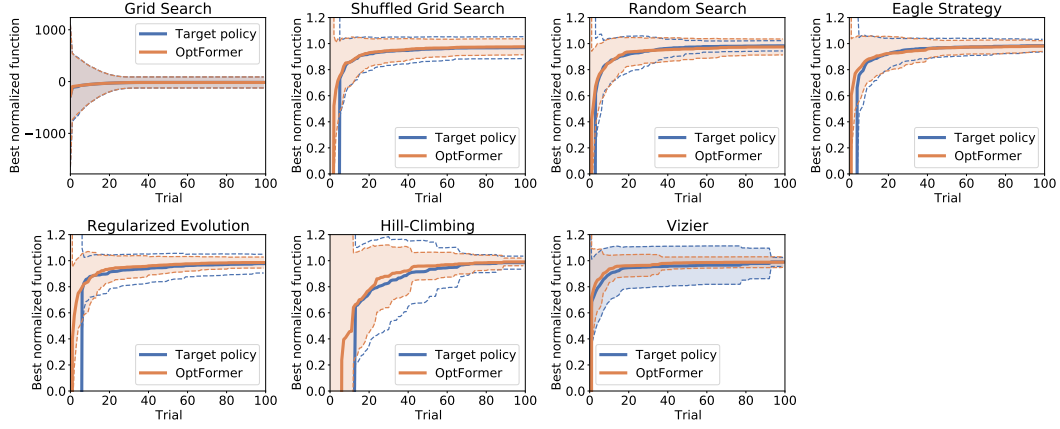 Grid Search
Best normalized function
1000
0
−1000
0 20 40 60 80 100
Trial
Target policy
OptFormer
Shuffled Grid Search
Best normalized function
1.2
1.0
0.8
0.6
0.4
0.2
0.0
0 20 40 60 80 100
Trial
Target policy
OptFormer
Random Search
Best normalized function
1.2
1.0
0.8
0.6
0.4
0.2
0.0
0 20 40 60 80 100
Trial
Target policy
OptFormer
Eagle Strategy
Best normalized function
1.2
1.0
0.8
0.6
0.4
0.2
0.0
0 20 40 60 80 100
Trial
Target policy
OptFormer
Regularized Evolution
Best normalized function
1.2
1.0
0.8
0.6
0.4
0.2
0.0
0 20 40 60 80 100
Trial
Target policy
OptFormer
Hill-Climbing
Best normalized function
1.2
1.0
0.8
0.6
0.4
0.2
0.0
0 20 40 60 80 100
Trial
Target policy
OptFormer
Vizier
Best normalized function
1.2
1.0
0.8
0.6
0.4
0.2
0.0
0 20 40 60 80 100
Trial
Target policy
OptFormer